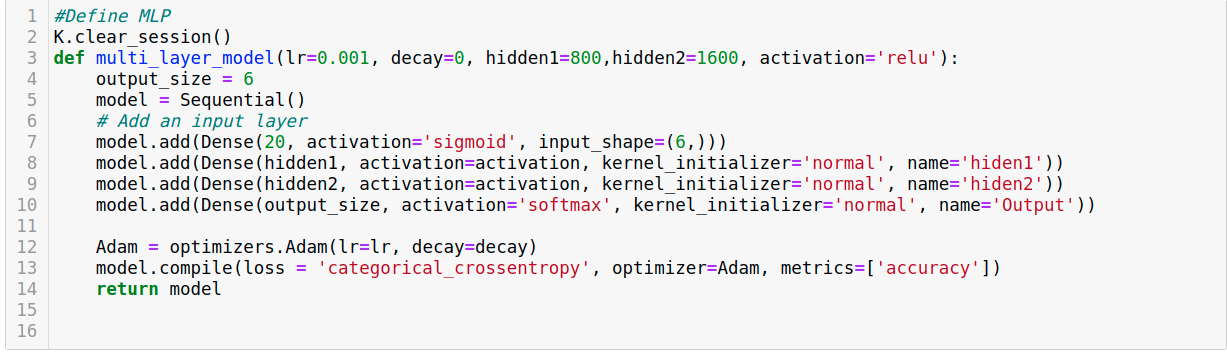 1 #Define MLP
2 K.clear_session()
3 def multi_layer_model(lr=0.001, decay=0, hidden1=800,hidden2=1600, activation='relu'):
4     output_size = 6
5     model = Sequential()
6     # Add an input layer
7     model.add(Dense(20, activation='sigmoid', input_shape=(6,)))
8     model.add(Dense(hidden1, activation=activation, kernel_initializer='normal', name='hiden1'))
9     model.add(Dense(hidden2, activation=activation, kernel_initializer='normal', name='hiden2'))
10     model.add(Dense(output_size, activation='softmax', kernel_initializer='normal', name='Output'))
11
12     Adam = optimizers.Adam(lr=lr, decay=decay)
13     model.compile(loss = 'categorical_crossentropy', optimizer=Adam, metrics=['accuracy'])
14     return model
15
16